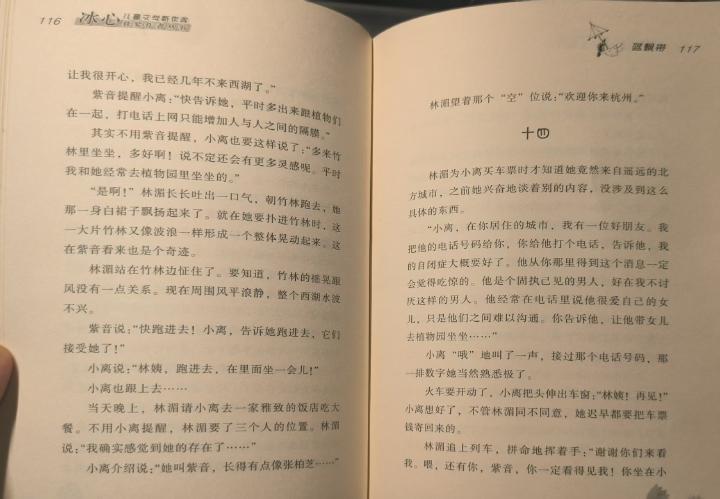 116
冰心
儿童文学新作奖
让我很开心，我已经几年不来西湖了。”
紫音提醒小离：“快告诉她，平时多出来跟植物们
在一起，打电话上网只能增加人与人之间的隔膜。”
其实不用紫音提醒，小离也要这样说了：“多来竹
林里坐坐，多好啊！说不定还会有更多灵感呢。平时
我和她经常去植物园里坐坐的。”
“是啊！”林湄长长吐出一口气，朝竹林跑去，她
那一身白裙子飘扬起来了。就在她要扑进竹林时，这
一大片竹林又像波浪一样形成一个整体晃动起来。这
在紫音看来也是个奇迹。
林湄站在竹林边怔住了。要知道，竹林的摇晃跟
风没有一点关系。现在周围风平浪静，整个西湖水波
不兴。
紫音说：“快跑进去！小离，告诉她跑进去，它们
接受她了！”
小离说：“林姨，跑进去，在里面坐一会儿！”
小离也跟上去……
当天晚上，林湄请小离去一家雅致的饭店吃大
餐。不用小离提醒，林湄要了三个人的位置。林湄
说：“我确实感觉到她的存在了……”
小离介绍说：“她叫紫音，长得有点像张柏芝……”
蓝飘带
117
林湄望着那个“空”位说：“欢迎你来杭州。”
十四
林湄为小离买车票时才知道她竟然来自遥远的北
方城市，之前她兴奋地谈着别的内容，没涉及到这么
具体的东西。
“小离，在你居住的城市，我有一位好朋友。我
把他的电话号码给你，你给他打个电话，告诉他，我
的自闭症大概要好了。他从你那里得到这个消息一定
会觉得吃惊的。他是个固执己见的男人，好在我不讨
厌这样的男人。他经常在电话里说他很爱自己的女
儿，只是他们之间难以沟通。你告诉他，让他带女儿
去植物园坐坐……”
小离“哦”地叫了一声，接过那个电话号码，那
一排数字她当然熟悉极了。
火车要开动了，小离把头伸出车窗：“林姨！再见！”
小离想好了，不管林湄同不同意，她迟早都要把车票
钱寄回来的。
林湄追上列车，拼命地挥着手：“谢谢你们来看
我。喂，还有你，紫音，你一定看得见我！你坐在小